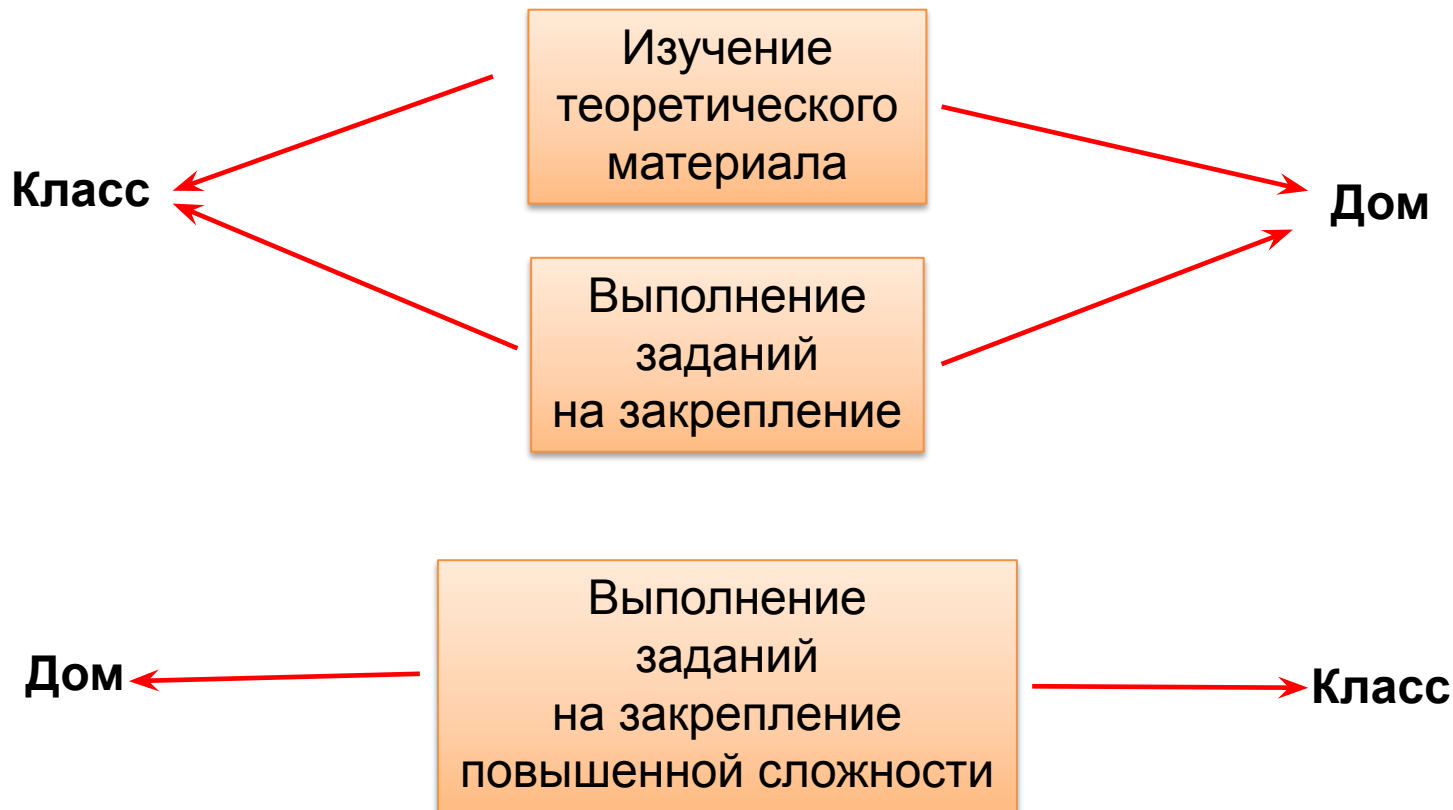 Изучение
теоретического
материала
Класс
Дом
Выполнение
заданий
на закрепление
Выполнение
заданий
на закрепление
повышенной сложности
Дом
Класс